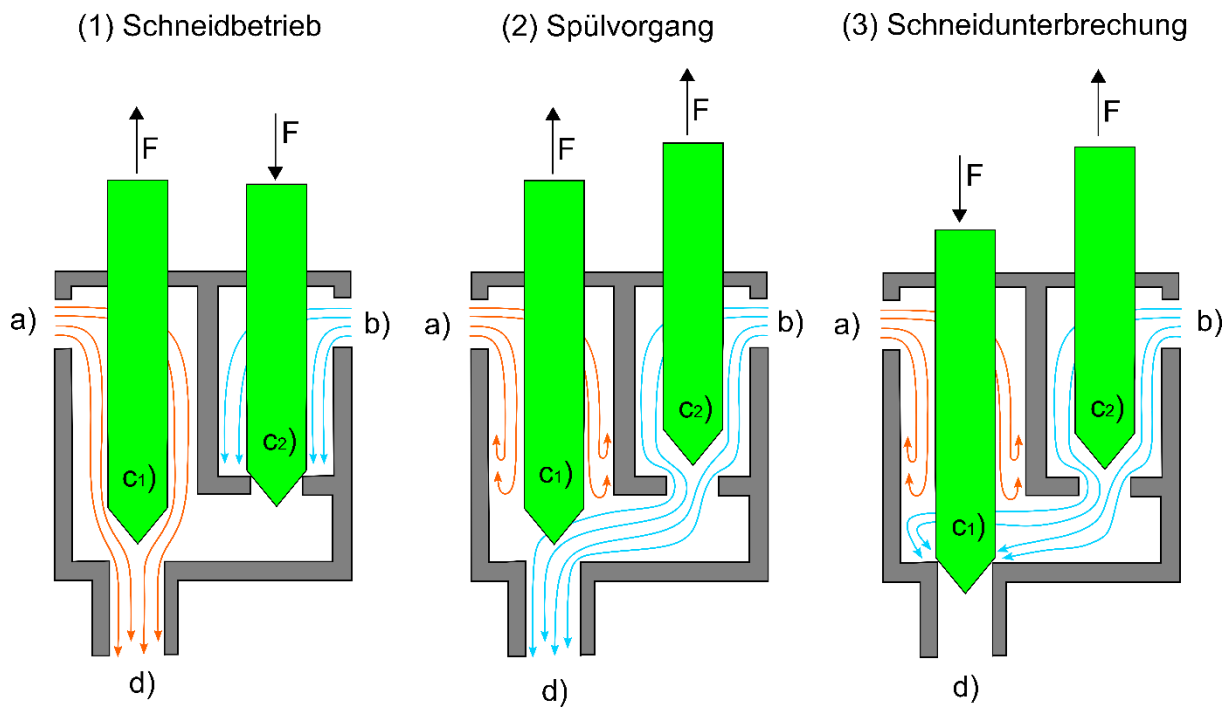 (1) Schneidbetrieb
(2) Spülvorgang
(3) Schneidunterbrechung
F
F
F
F
F
F
a)
b)
c1)
c2)
d)
a)
b)
c1)
c2)
d)
a)
b)
c1)
c2)
d)